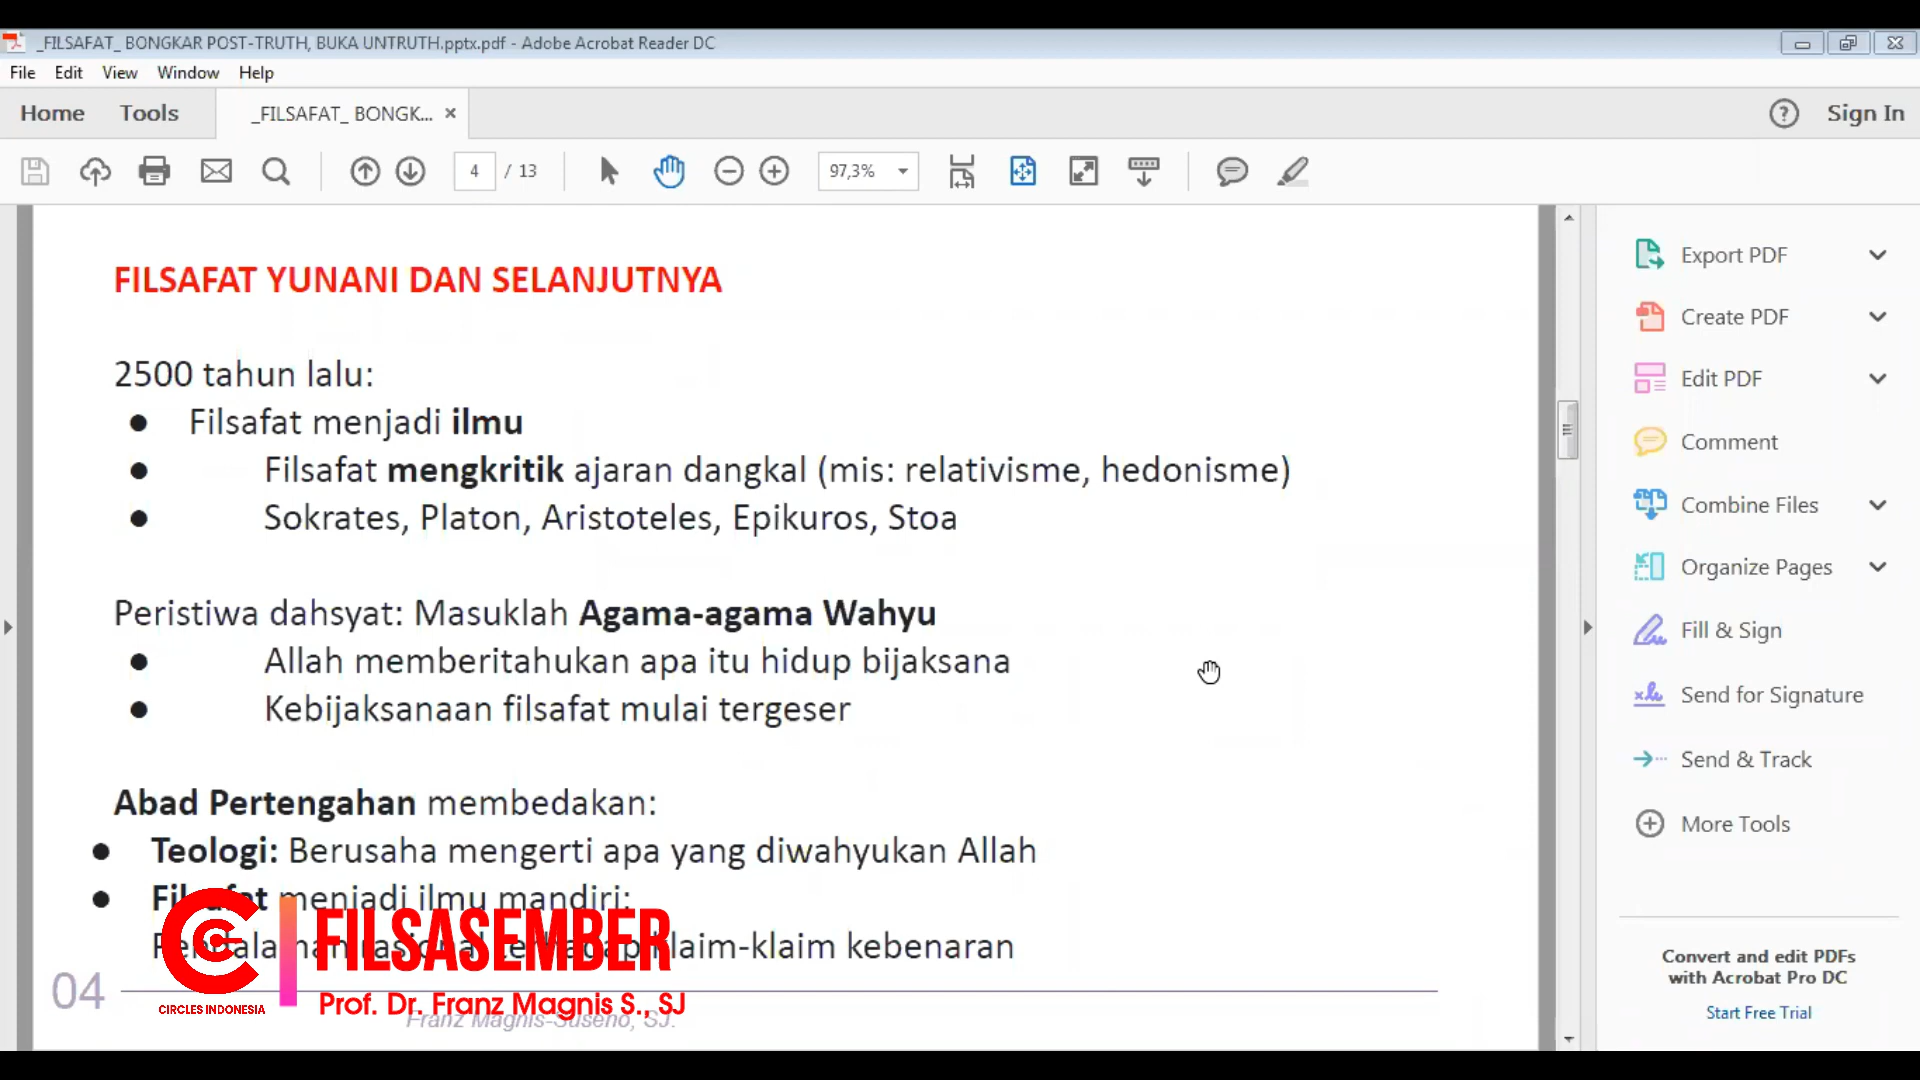 _FILSAFAT_ BONGKAR POST-TRUTH, BUKA UNTRUTH.pptx.pdf - Adobe Acrobat Reader DC
File Edit View Window Help
Home Tools _FILSAFAT_ BONGK... Sign In
4 / 13 97,3%
FILSAFAT YUNANI DAN SELANJUTNYA
2500 tahun lalu:
● Filsafat menjadi ilmu
● Filsafat mengkritik ajaran dangkal (mis: relativisme, hedonisme)
● Sokrates, Platon, Aristoteles, Epikuros, Stoa
Peristiwa dahsyat: Masuklah Agama-agama Wahyu
● Allah memberitahukan apa itu hidup bijaksana
● Kebijaksanaan filsafat mulai tergeser
Abad Pertengahan membedakan:
● Teologi: Berusaha mengerti apa yang diwahyukan Allah
● Filsafat menjadi ilmu mandiri:
klaim-klaim kebenaran
04
Franz Magnis-Suseno, SJ.
CIRCLES INDONESIA
FILSASEMBER
Prof. Dr. Franz Magnis S., SJ
Export PDF
Create PDF
Edit PDF
Comment
Combine Files
Organize Pages
Fill & Sign
Send for Signature
Send & Track
More Tools
Convert and edit PDFs
with Acrobat Pro DC
Start Free Trial